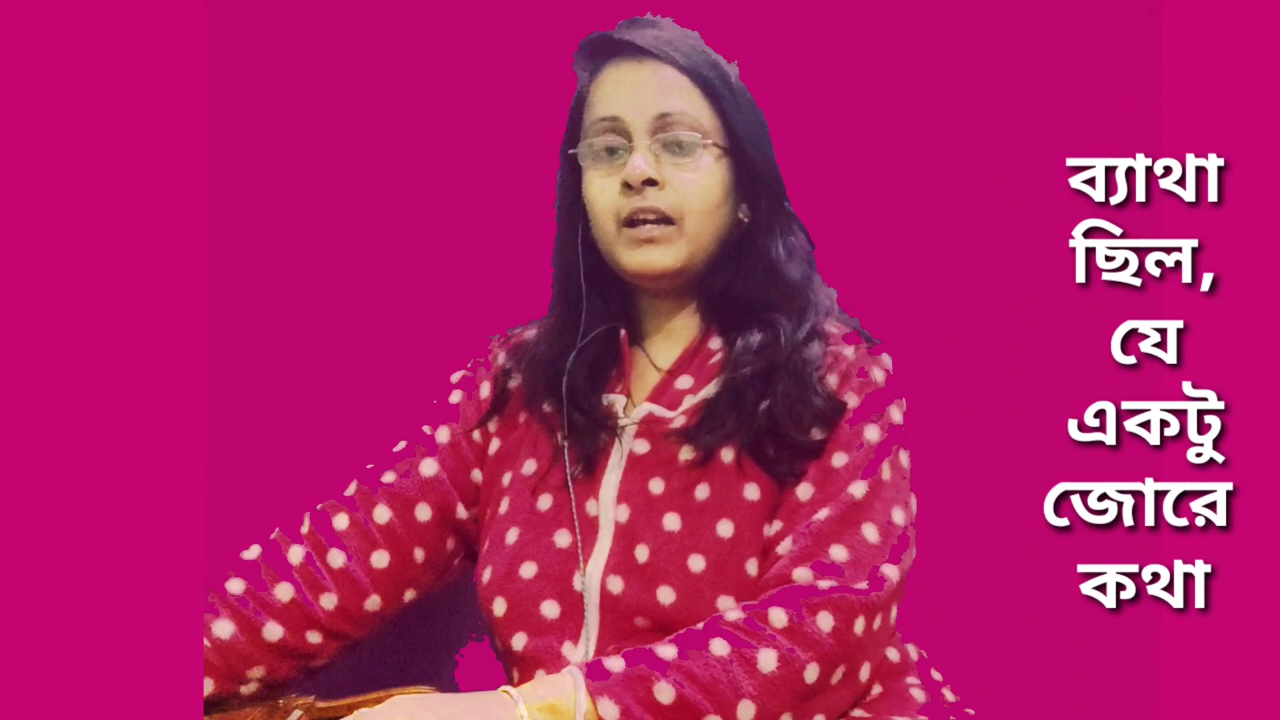 ব্যাথা
ছিল,
যে
একটু
জোরে
কথা